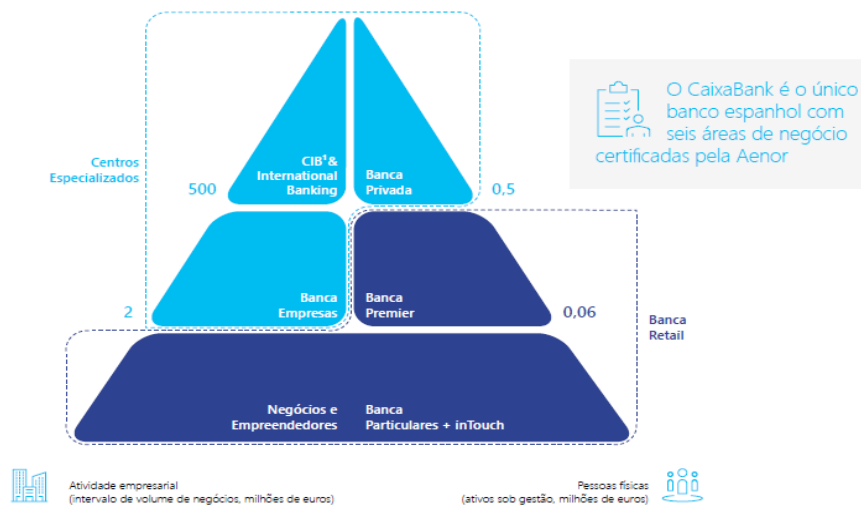 O CaixaBank é o único
banco espanhol com
seis áreas de negócio
certificadas pela Aenor
Centros
Especializados
500
CIB¹&
International
Banking
Banca
Privada
0,5
2
Banca
Empresas
Banca
Premier
0,06
Banca
Retail
Negócios e
Empreendedores
Banca
Particulares + inTouch
Atividade empresarial
(intervalo de volume de negócios, milhões de euros)
Pessoas físicas
(ativos sob gestão, milhões de euros)